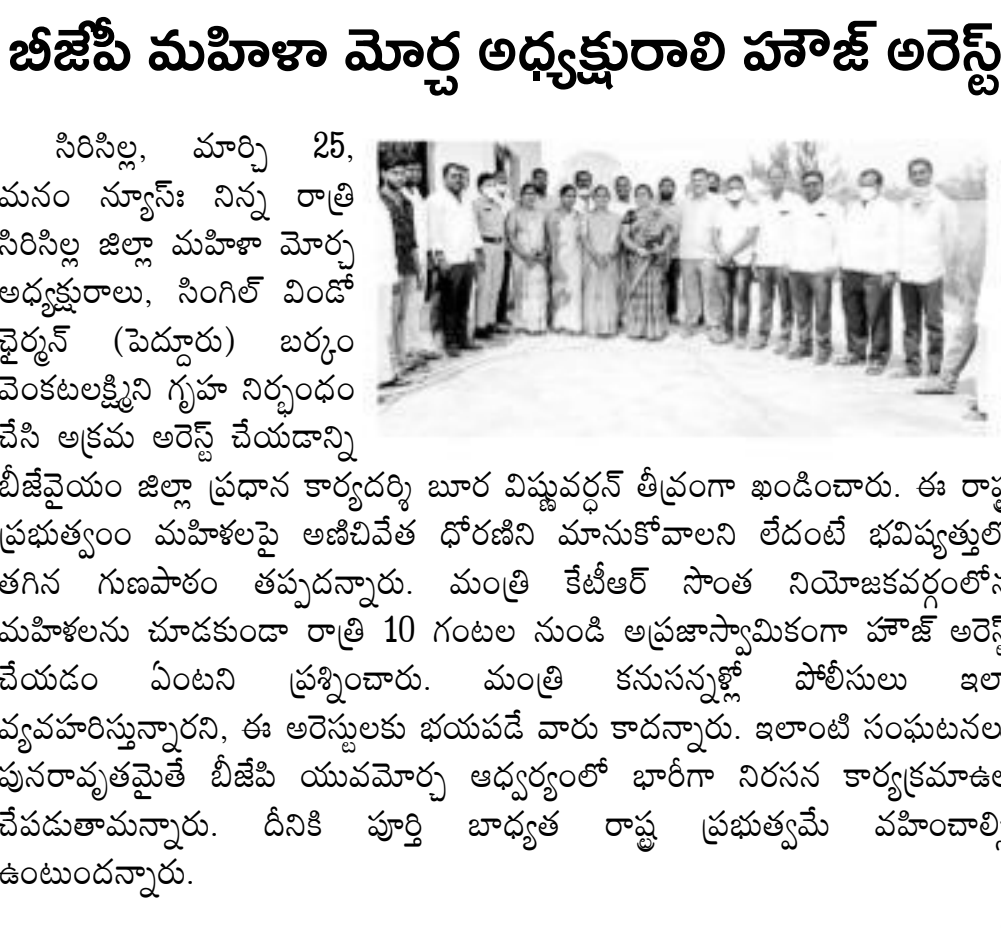 బీజేపీ మహిళా మోర్చ అధ్యక్షురాలి హౌజ్ అరెస్ట్
సిరిసిల్ల, మార్చి 25,
మనం న్యూస్: నిన్న రాత్రి
సిరిసిల్ల జిల్లా మహిళా మోర్చ
అధ్యక్షురాలు, సింగిల్ విండో
ఛైర్మన్ (పెద్దూరు) బర్కం
వెంకటలక్ష్మిని గృహ నిర్భంధం
చేసి అక్రమ అరెస్ట్ చేయడాన్ని
బీజేవైయం జిల్లా ప్రధాన కార్యదర్శి బూర విష్ణువర్ధన్ తీవ్రంగా ఖండించారు. ఈ రాష్ట్ర
ప్రభుత్వంం మహిళలపై అణిచివేత ధోరణిని మానుకోవాలని లేదంటే భవిష్యత్తులో
తగిన గుణపాఠం తప్పదన్నారు. మంత్రి కేటీఆర్ సొంత నియోజకవర్గంలోన
మహిళలను చూడకుండా రాత్రి 10 గంటల నుండి అప్రజాస్వామికంగా హౌజ్ అరెస్ట్
చేయడం ఏంటని ప్రశ్నించారు. మంత్రి కనుసన్నళ్లో పోలీసులు ఇలా
వ్యవహరిస్తున్నారని, ఈ అరెస్టులకు భయపడే వారు కాదన్నారు. ఇలాంటి సంఘటనలు
పునరావృతమైతే బీజేపి యువమోర్చ ఆధ్వర్యంలో భారీగా నిరసన కార్యక్రమాఉల
చేపడుతామన్నారు. దీనికి పూర్తి బాధ్యత రాష్ట్ర ప్రభుత్వమే వహించాల్సి
ఉంటుందన్నారు.